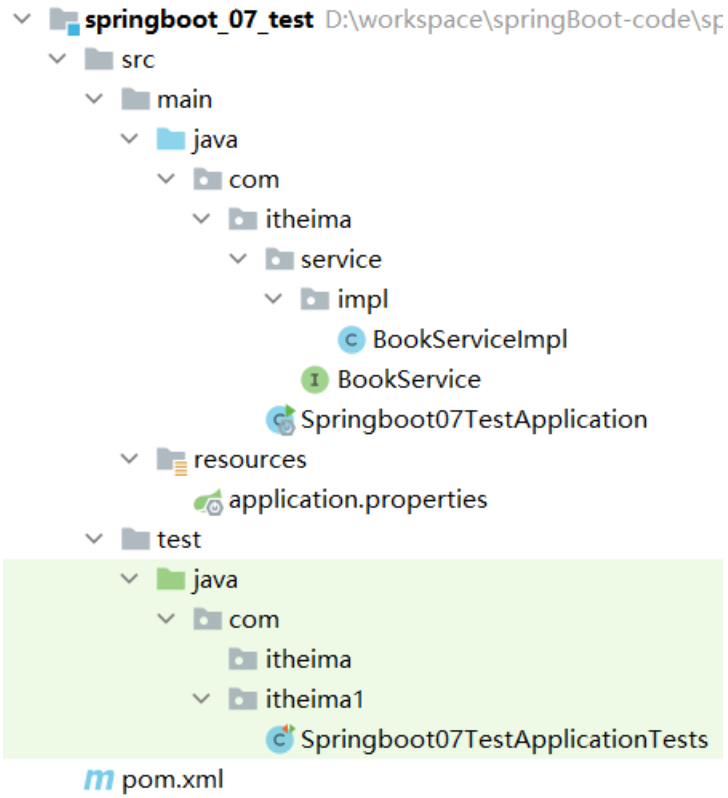 springboot_07_test D:\workspace\springBoot-code\sp
src
main
java
com
itheima
service
impl
C BookServiceImpl
I BookService
C Springboot07TestApplication
resources
application.properties
test
java
com
itheima
itheima1
C Springboot07TestApplicationTests
m pom.xml